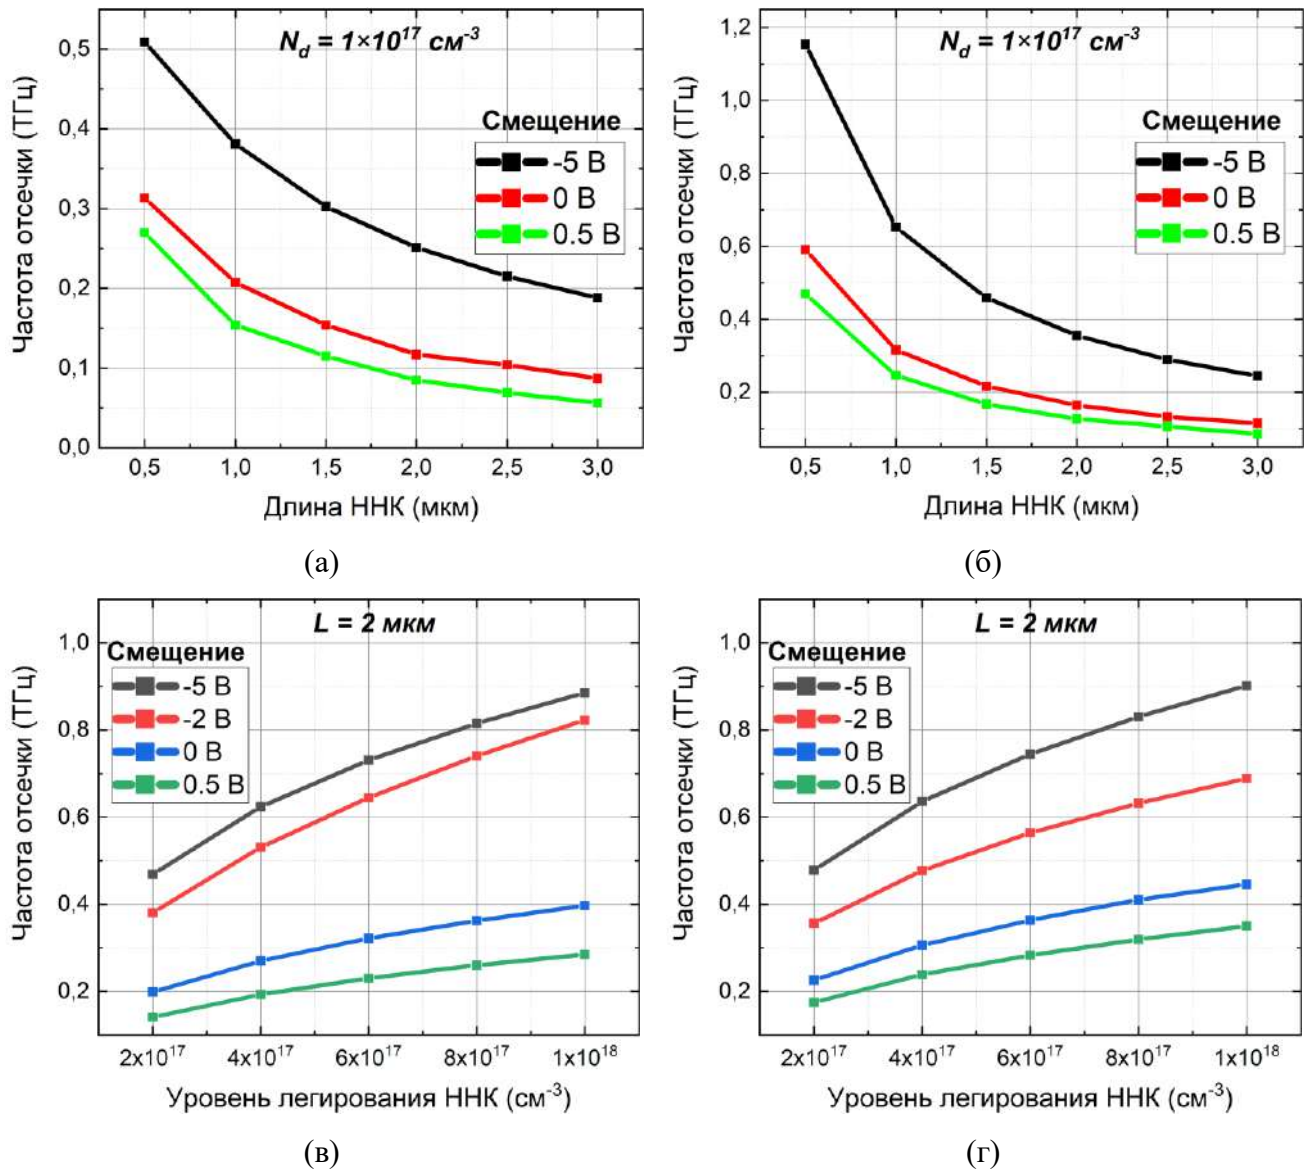 N_d = 1×10^17 см^-3
Частота отсечки (ТГц)
0,5
0,4
0,3
0,2
0,1
0,0
Смещение
-5 В
0 В
0.5 В
0,5 1,0 1,5 2,0 2,5 3,0
Длина ННК (мкм)
(а)
N_d = 1×10^17 см^-3
Частота отсечки (ТГц)
1,2
1,0
0,8
0,6
0,4
0,2
Смещение
-5 В
0 В
0.5 В
0,5 1,0 1,5 2,0 2,5 3,0
Длина ННК (мкм)
(б)
L = 2 мкм
Частота отсечки (ТГц)
1,0
0,8
0,6
0,4
0,2
Смещение
-5 В
-2 В
0 В
0.5 В
2x10^17 4x10^17 6x10^17 8x10^17 1x10^18
Уровень легирования ННК (см^-3)
(в)
L = 2 мкм
Частота отсечки (ТГц)
1,0
0,8
0,6
0,4
0,2
Смещение
-5 В
-2 В
0 В
0.5 В
2x10^17 4x10^17 6x10^17 8x10^17 1x10^18
Уровень легирования ННК (см^-3)
(г)